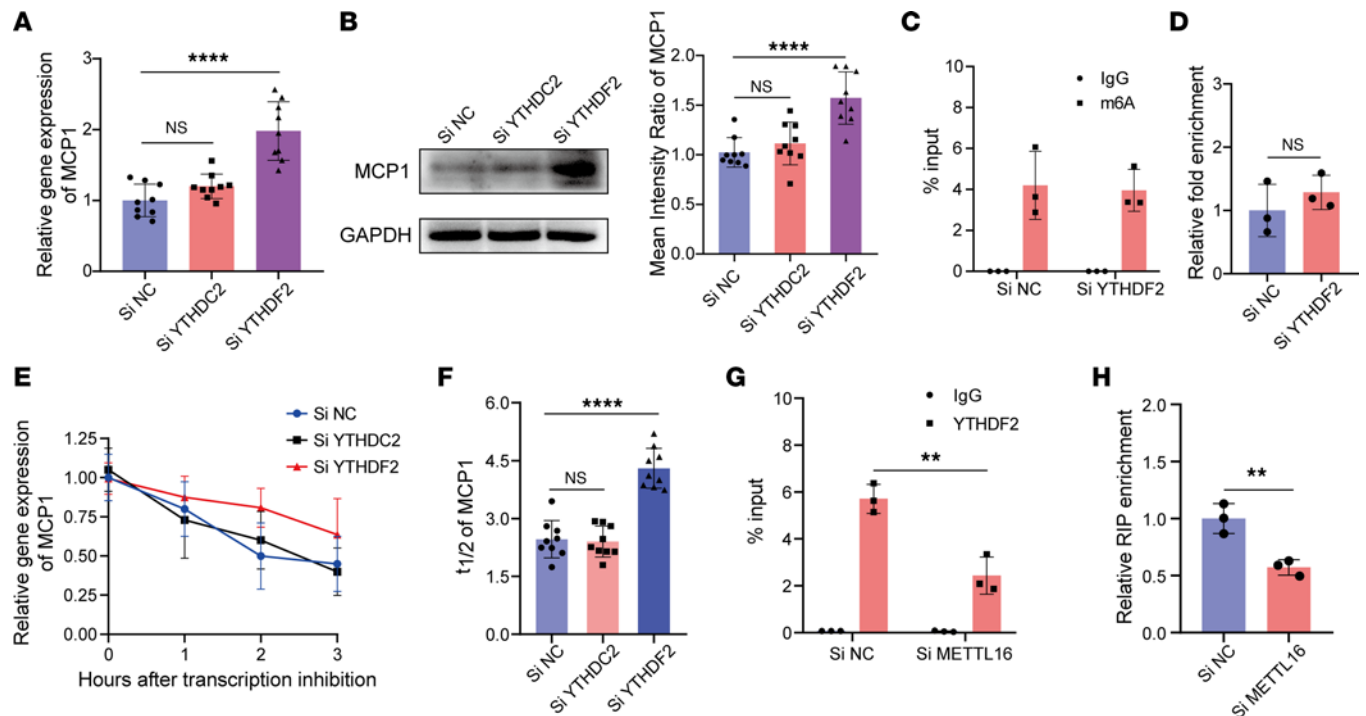 A
Relative gene expression
of MCP1
3
2
1
0
****
NS
Si NC
Si YTHDC2
Si YTHDF2
B
Si NC
Si YTHDC2
Si YTHDF2
MCP1
GAPDH
Mean Intensity Ratio of MCP1
2.0
1.5
1.0
0.5
0.0
****
NS
Si NC
Si YTHDC2
Si YTHDF2
C
% input
10
8
6
4
2
0
IgG
m6A
Si NC
Si YTHDF2
D
Relative fold enrichment
3
2
1
0
NS
Si NC
Si YTHDF2
E
Relative gene expression
of MCP1
1.25
1.00
0.75
0.50
0.25
0.00
Si NC
Si YTHDC2
Si YTHDF2
0
1
2
3
Hours after transcription inhibition
F
t1/2 of MCP1
6.0
4.5
3.0
1.5
0.0
****
NS
Si NC
Si YTHDC2
Si YTHDF2
G
% input
10
8
6
4
2
0
IgG
YTHDF2
**
Si NC
Si METTL16
H
Relative RIP enrichment
2.0
1.5
1.0
0.5
0.0
**
Si NC
Si METTL16